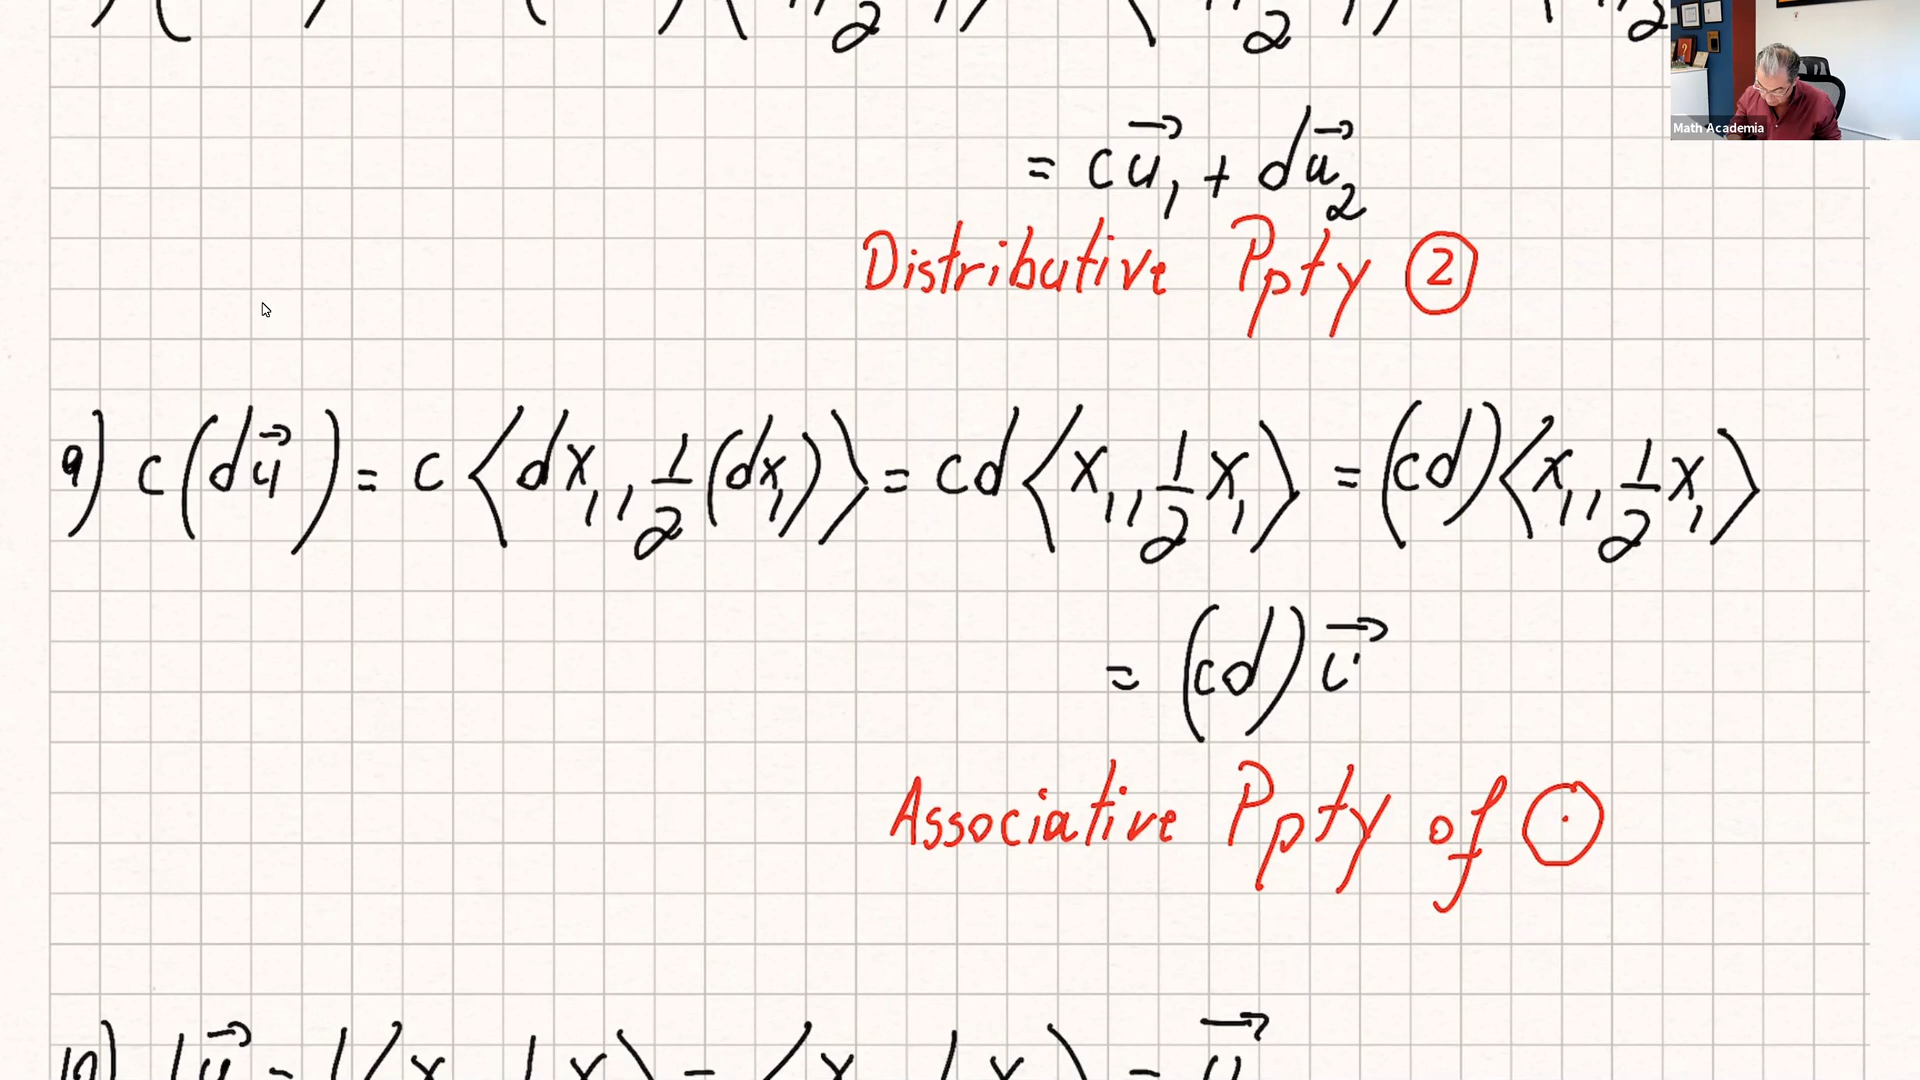 Math Academia
= cu⃗₁ + du⃗₂
Distributive Ppty ②
9) c(du⃗) = c⟨dx₁, ½(dx₁)⟩ = cd⟨x₁, ½x₁⟩ = (cd)⟨x₁, ½x₁⟩
= (cd)u⃗
Associative Ppty of ⊙